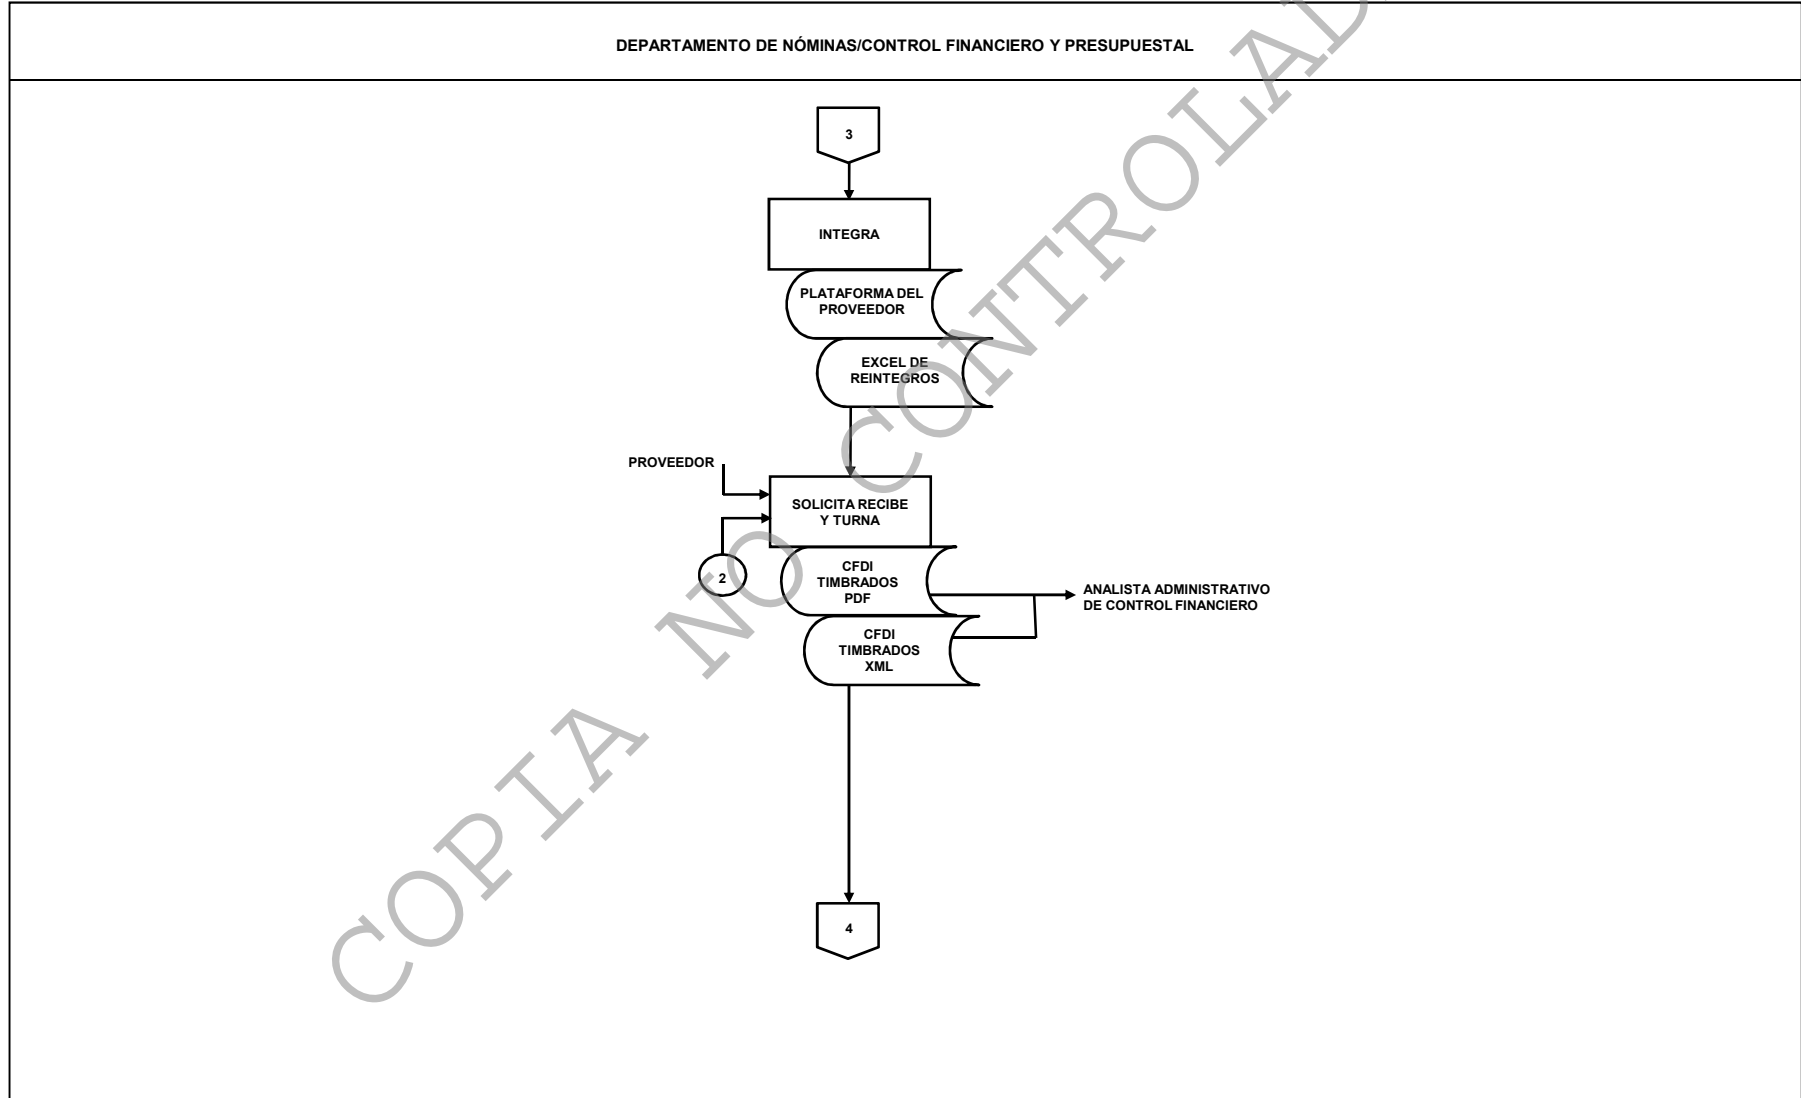 DEPARTAMENTO DE NÓMINAS/CONTROL FINANCIERO Y PRESUPUESTAL
3
INTEGRA
PLATAFORMA DEL
PROVEEDOR
EXCEL DE
REINTEGROS
PROVEEDOR
SOLICITA RECIBE
Y TURNA
2
CFDI
TIMBRADOS
PDF
ANALISTA ADMINISTRATIVO
DE CONTROL FINANCIERO
CFDI
TIMBRADOS
XML
4
COPIA NO CONTROLAD